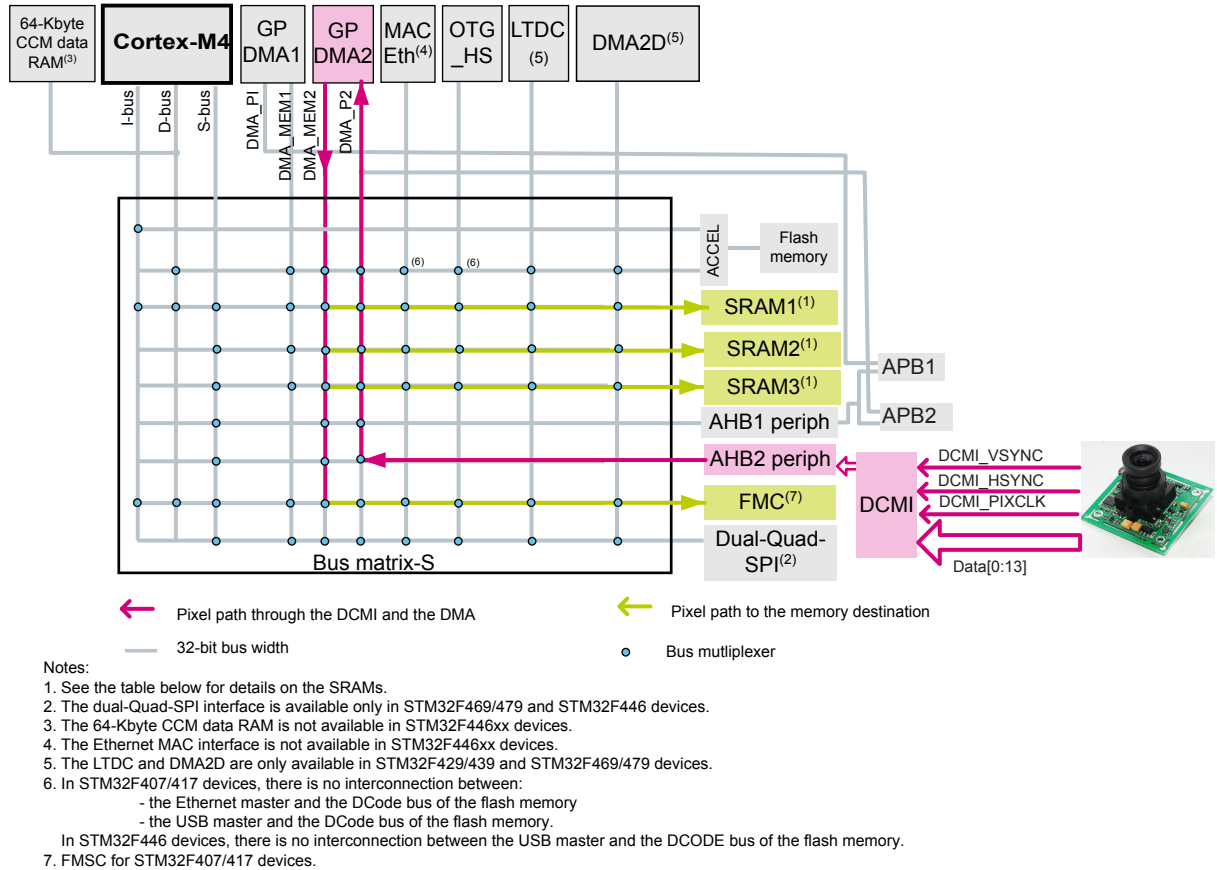 64-Kbyte
CCM data
RAM(3)
Cortex-M4
GP
DMA1
GP
DMA2
MAC
Eth(4)
OTG
_HS
LTDC
(5)
DMA2D(5)
I-bus
D-bus
S-bus
DMA_PI
DMA_MEM1
DMA_MEM2
DMA_P2
ACCEL
Flash
memory
(6)
(6)
SRAM1(1)
SRAM2(1)
SRAM3(1)
APB1
AHB1 periph
APB2
AHB2 periph
DCMI_VSYNC
DCMI_HSYNC
DCMI
DCMI_PIXCLK
FMC(7)
Dual-Quad-
SPI(2)
Data[0:13]
Bus matrix-S
Pixel path through the DCMI and the DMA
Pixel path to the memory destination
32-bit bus width
Bus mutliplexer
Notes:
1. See the table below for details on the SRAMs.
2. The dual-Quad-SPI interface is available only in STM32F469/479 and STM32F446 devices.
3. The 64-Kbyte CCM data RAM is not available in STM32F446xx devices.
4. The Ethernet MAC interface is not available in STM32F446xx devices.
5. The LTDC and DMA2D are only available in STM32F429/439 and STM32F469/479 devices.
6. In STM32F407/417 devices, there is no interconnection between:
- the Ethernet master and the DCode bus of the flash memory
- the USB master and the DCode bus of the flash memory.
In STM32F446 devices, there is no interconnection between the USB master and the DCODE bus of the flash memory.
7. FMSC for STM32F407/417 devices.